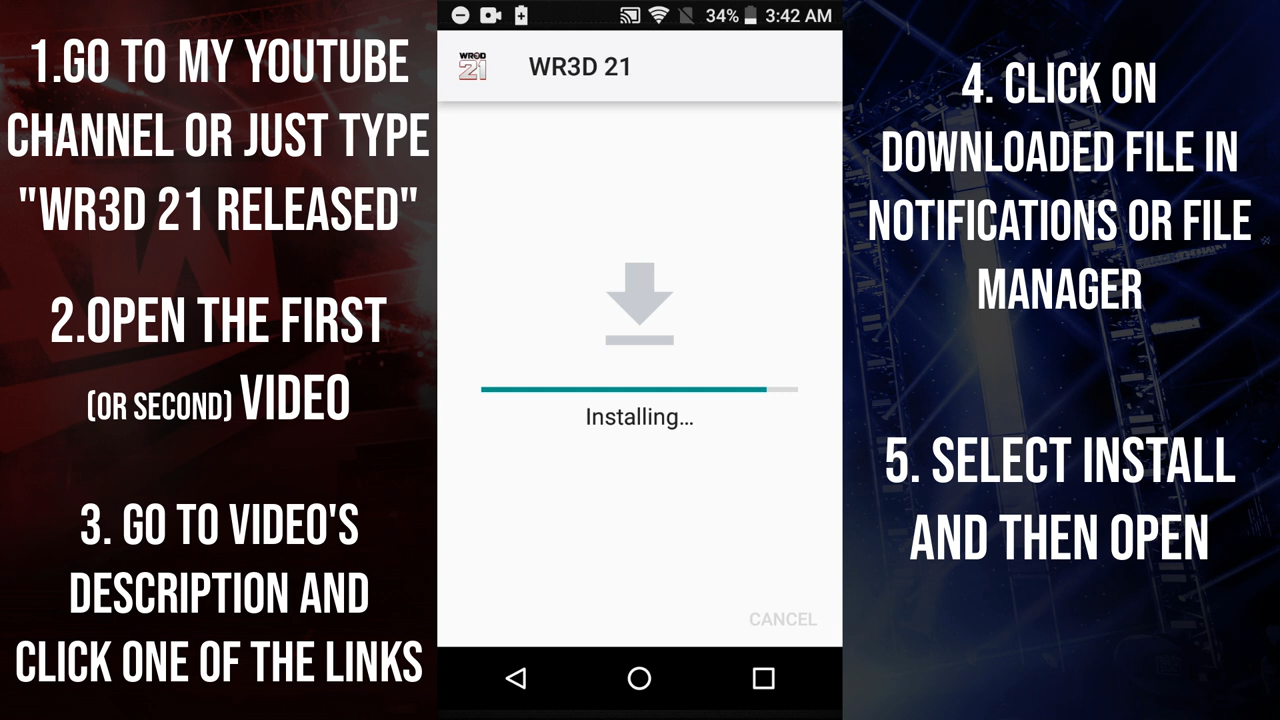 1.GO TO MY YOUTUBE
CHANNEL OR JUST TYPE
"WR3D 21 RELEASED"
2.OPEN THE FIRST
(OR SECOND) VIDEO
3. GO TO VIDEO'S
DESCRIPTION AND
CLICK ONE OF THE LINKS
34% 3:42 AM
WR3D
21
WR3D 21
Installing...
CANCEL
4. CLICK ON
DOWNLOADED FILE IN
NOTIFICATIONS OR FILE
MANAGER
5. SELECT INSTALL
AND THEN OPEN